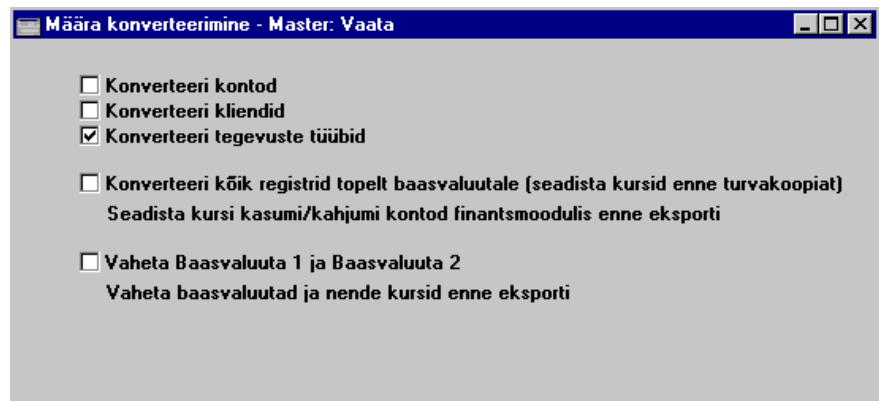 Määra konverteerimine - Master: Vaata
Konverteeri kontod
Konverteeri kliendid
Konverteeri tegevuste tüübid
Konverteeri kõik registrid topelt baasvaluutale (seadista kursid enne turvakoopiat)
Seadista kursi kasumi/kahjumi kontod finantsmoodulis enne eksporti
Vaheta Baasvaluuta 1 ja Baasvaluuta 2
Vaheta baasvaluutad ja nende kursid enne eksporti